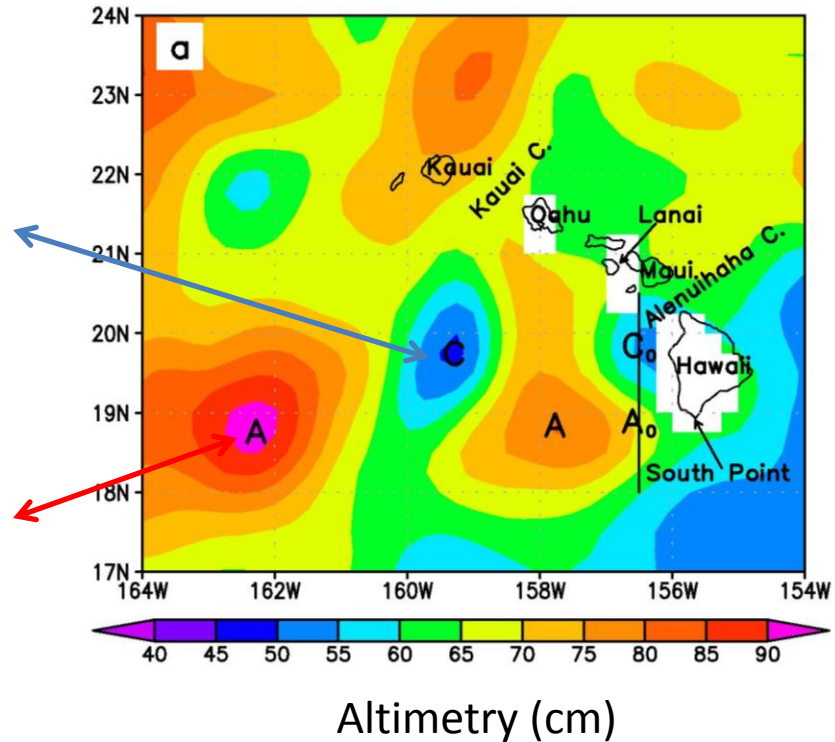 24N
a
23N
22N
21N
20N
19N
18N
17N
Kauai
Kauai C.
Oahu
Lanai
Maui
Alenuihaha C.
C
C₀
Hawaii
A
A
A₀
South Point
164W 162W 160W 158W 156W 154W
40 45 50 55 60 65 70 75 80 85 90
Altimetry (cm)